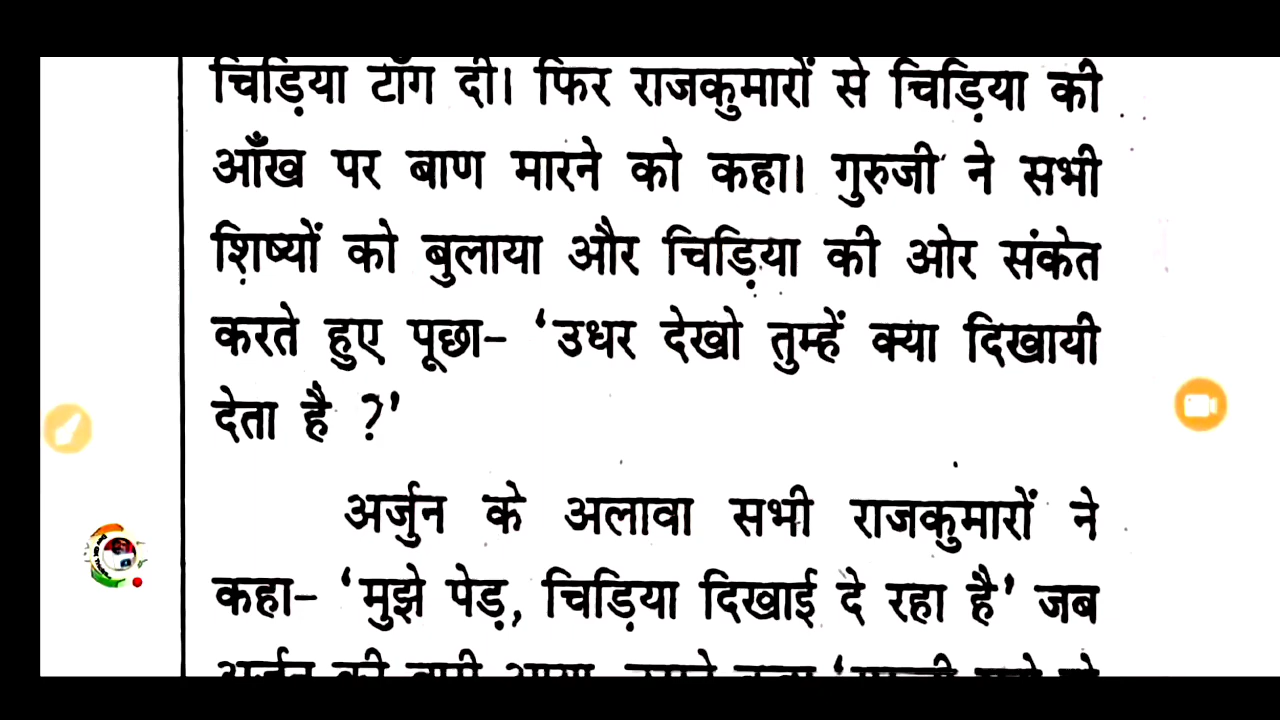 चिड़िया टाँग दी। फिर राजकुमारों से चिड़िया की
आँख पर बाण मारने को कहा। गुरुजी ने सभी
शिष्यों को बुलाया और चिड़िया की ओर संकेत
करते हुए पूछा- ‘उधर देखो तुम्हें क्या दिखायी
देता है ?’
अर्जुन के अलावा सभी राजकुमारों ने
कहा- ‘मुझे पेड़, चिड़िया दिखाई दे रहा है’ जब